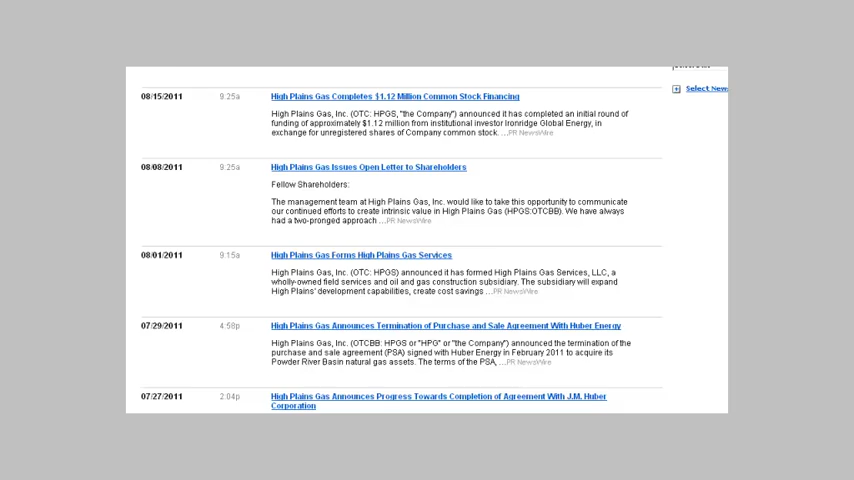 Select News
08/15/2011 9:25a High Plains Gas Completes $1.12 Million Common Stock Financing
High Plains Gas, Inc. (OTC: HPGS, "the Company") announced it has completed an initial round of
funding of approximately $1.12 million from institutional investor Ironridge Global Energy, in
exchange for unregistered shares of Company common stock. ...PR NewsWire
08/08/2011 9:25a High Plains Gas Issues Open Letter to Shareholders
Fellow Shareholders:
The management team at High Plains Gas, Inc. would like to take this opportunity to communicate
our continued efforts to create intrinsic value in High Plains Gas (HPGS:OTCBB). We have always
had a two-pronged approach ...PR NewsWire
08/01/2011 9:15a High Plains Gas Forms High Plains Gas Services
High Plains Gas, Inc. (OTC: HPGS) announced it has formed High Plains Gas Services, LLC, a
wholly-owned field services and oil and gas construction subsidiary. The subsidiary will expand
High Plains' development capabilities, create cost savings ...PR NewsWire
07/29/2011 4:58p High Plains Gas Announces Termination of Purchase and Sale Agreement With Huber Energy
High Plains Gas, Inc. (OTCBB: HPGS or "HPG" or "the Company") announced the termination of the
purchase and sale agreement (PSA) signed with Huber Energy in February 2011 to acquire its
Powder River Basin natural gas assets. The terms of the PSA, ...PR NewsWire
07/27/2011 2:04p High Plains Gas Announces Progress Towards Completion of Agreement With J.M. Huber
Corporation